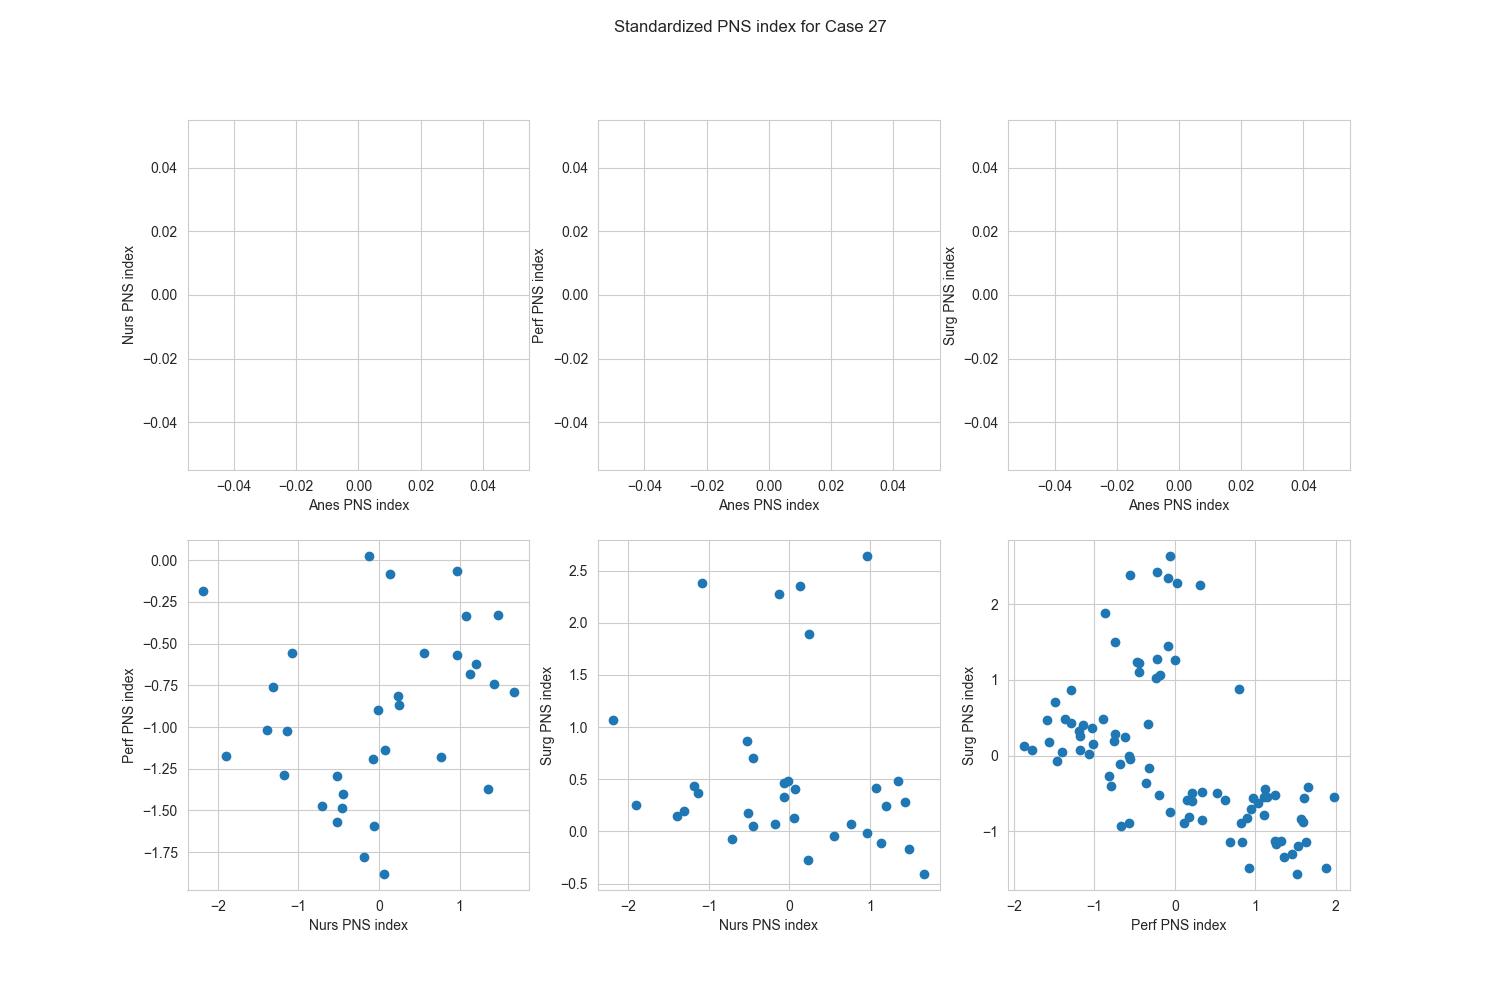 Standardized PNS index for Case 27
0.04 0.04 0.04
0.02 0.02 0.02
Nurs PNS index Perf PNS index Surg PNS index
0.00 0.00 0.00
−0.02 −0.02 −0.02
−0.04 −0.04 −0.04
−0.04 −0.02 0.00 0.02 0.04 −0.04 −0.02 0.00 0.02 0.04 −0.04 −0.02 0.00 0.02 0.04
Anes PNS index Anes PNS index Anes PNS index
0.00
−0.25
−0.50
−0.75
−1.00
−1.25
−1.50
−1.75
Perf PNS index
−2 −1 0 1
Nurs PNS index
2.5
2.0
1.5
1.0
0.5
0.0
−0.5
Surg PNS index
−2 −1 0 1
Nurs PNS index
2
1
0
−1
Surg PNS index
−2 −1 0 1 2
Perf PNS index